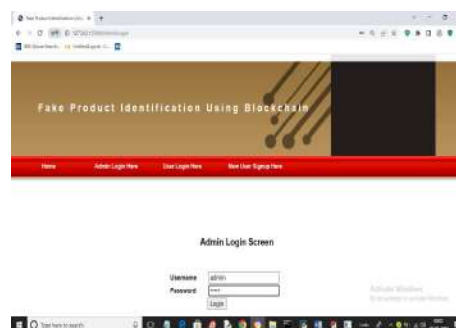 Fake Product Identification Using Blockchain
Home Admin Login Here User Login Here New User Signup Here
Admin Login Screen
Username admin
Password ••••
Login
Activate Windows
Type here to search